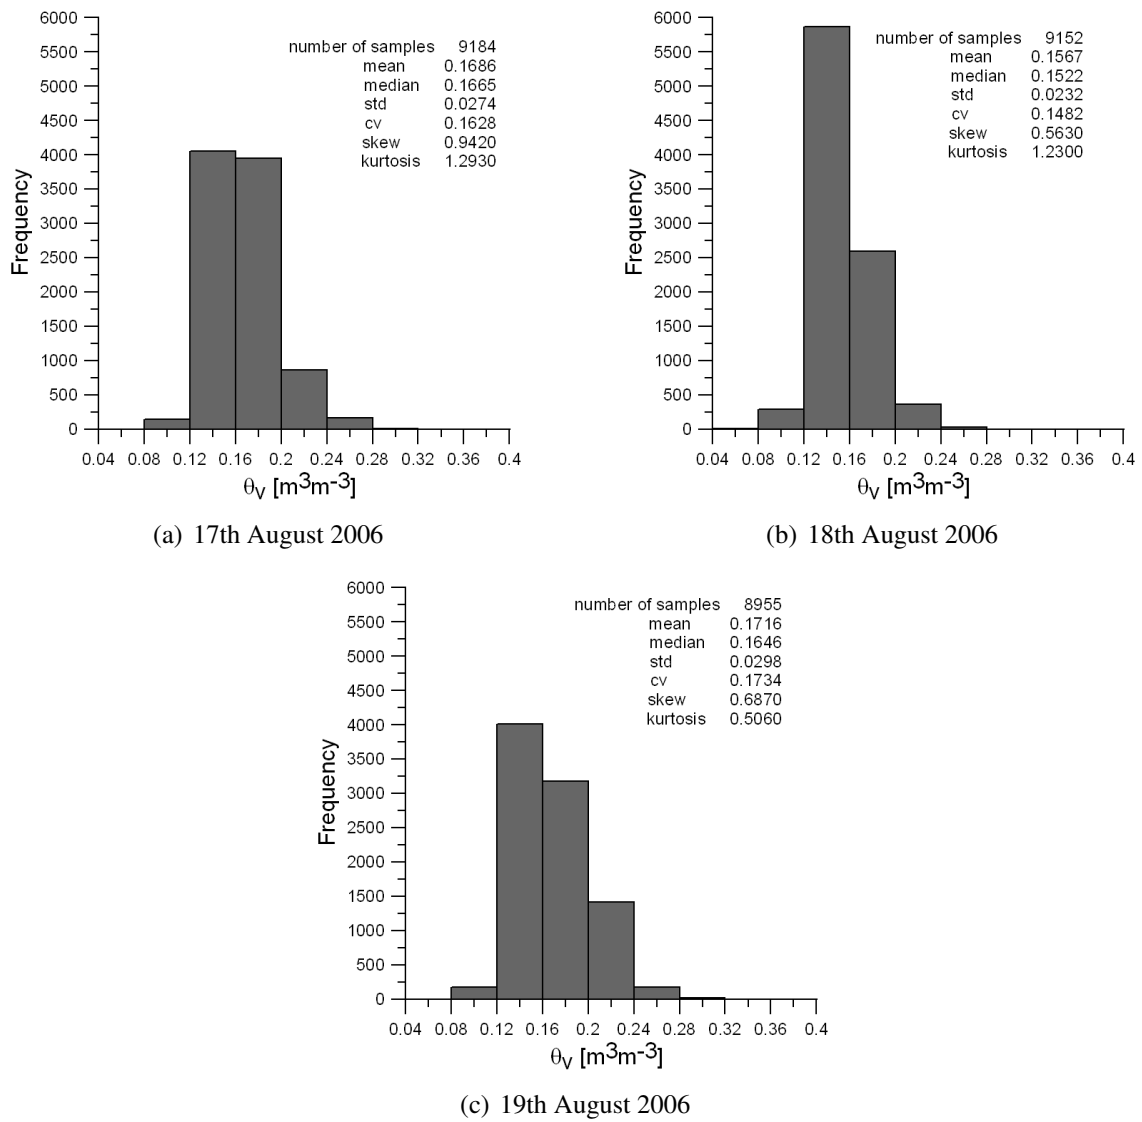 6000
5500
5000
4500
4000
3500
3000
2500
2000
1500
1000
500
0
Frequency
number of samples 9184
mean 0.1686
median 0.1665
std 0.0274
cv 0.1628
skew 0.9420
kurtosis 1.2930
0.04 0.08 0.12 0.16 0.2 0.24 0.28 0.32 0.36 0.4
θV [m3m-3]
(a) 17th August 2006
6000
5500
5000
4500
4000
3500
3000
2500
2000
1500
1000
500
0
Frequency
number of samples 9152
mean 0.1567
median 0.1522
std 0.0232
cv 0.1482
skew 0.5630
kurtosis 1.2300
0.04 0.08 0.12 0.16 0.2 0.24 0.28 0.32 0.36 0.4
θV [m3m-3]
(b) 18th August 2006
6000
5500
5000
4500
4000
3500
3000
2500
2000
1500
1000
500
0
Frequency
number of samples 8955
mean 0.1716
median 0.1646
std 0.0298
cv 0.1734
skew 0.6870
kurtosis 0.5060
0.04 0.08 0.12 0.16 0.2 0.24 0.28 0.32 0.36 0.4
θV [m3m-3]
(c) 19th August 2006